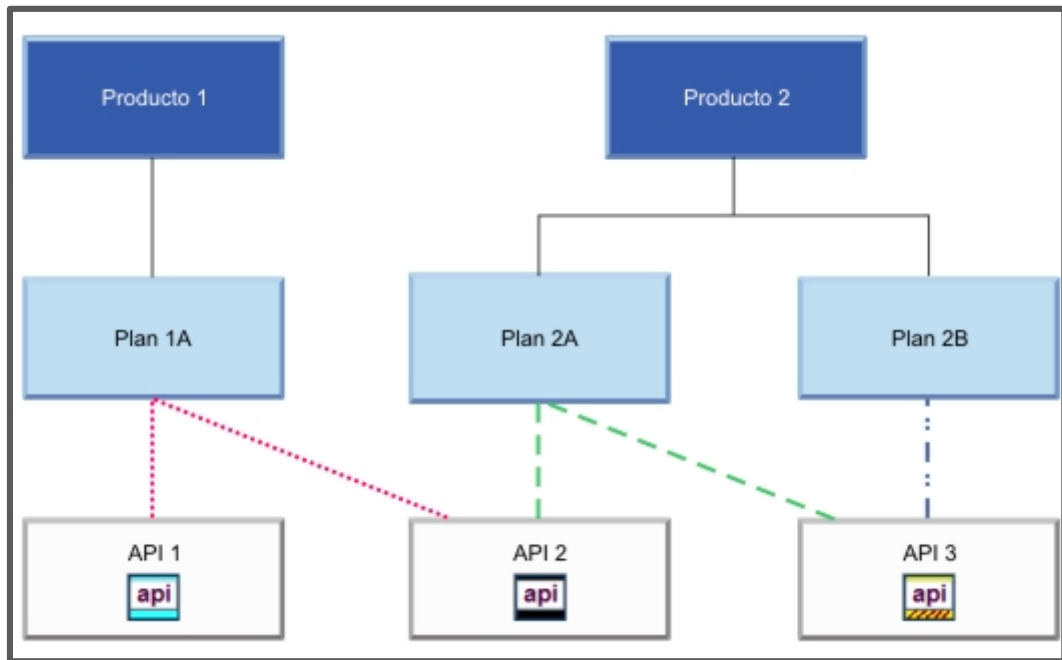 Producto 1
Producto 2
Plan 1A
Plan 2A
Plan 2B
API 1
API 2
API 3
api
api
api